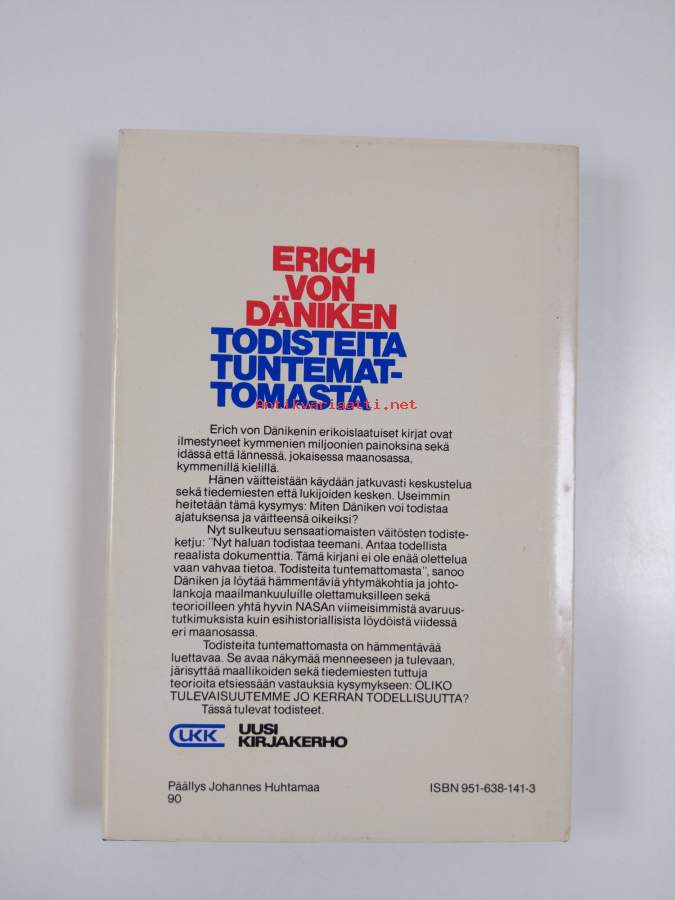 ERICH
VON
DÄNIKEN
TODISTEITA
TUNTEMAT-
TOMASTA
Antikvariaatti.net
Erich von Dänikenin erikoislaatuiset kirjat ovat
ilmestyneet kymmenien miljoonien painoksina sekä
idässä että lännessä, jokaisessa maanosassa,
kymmenillä kielillä.
Hänen väitteistään käydään jatkuvasti keskustelua
sekä tiedemiesten että lukijoiden kesken. Useimmin
heitetään tämä kysymys: Miten Däniken voi todistaa
ajatuksensa ja väitteensä oikeiksi?
Nyt sulkeutuu sensaatiomaisten väitösten todiste-
ketju: "Nyt haluan todistaa teemani. Antaa todellista
reaalista dokumenttia. Tämä kirjani ei ole enää olettelua
vaan vahvaa tietoa. Todisteita tuntemattomasta", sanoo
Däniken ja löytää hämmentäviä yhtymäkohtia ja johto-
lankoja maailmankuuluille olettamuksilleen sekä
teorioilleen yhtä hyvin NASAn viimeisimmistä avaruus-
tutkimuksista kuin esihistoriallisista löydöistä viidessä
eri maanosassa.
Todisteita tuntemattomasta on hämmentävää
luettavaa. Se avaa näkymää menneeseen ja tulevaan,
järisyttää maallikoiden sekä tiedemiesten tuttuja
teorioita etsiessään vastauksia kysymykseen: OLIKO
TULEVAISUUTEMME JO KERRAN TODELLISUUTTA?
Tässä tulevat todisteet.
UKK UUSI
KIRJAKERHO
Päällys Johannes Huhtamaa ISBN 951-638-141-3
90